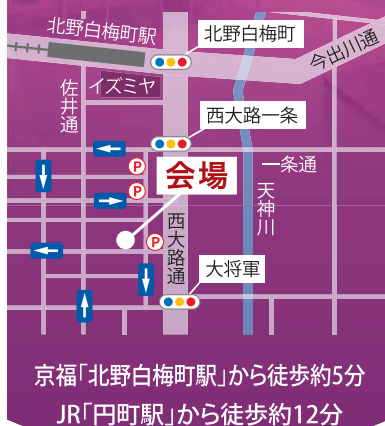 北野白梅町駅
北野白梅町
今出川通
佐井通
イズミヤ
西大路一条
P
一条通
P
会場
天神川
西大路通
P
大将軍
京福「北野白梅町駅」から徒歩約5分
JR「円町駅」から徒歩約12分